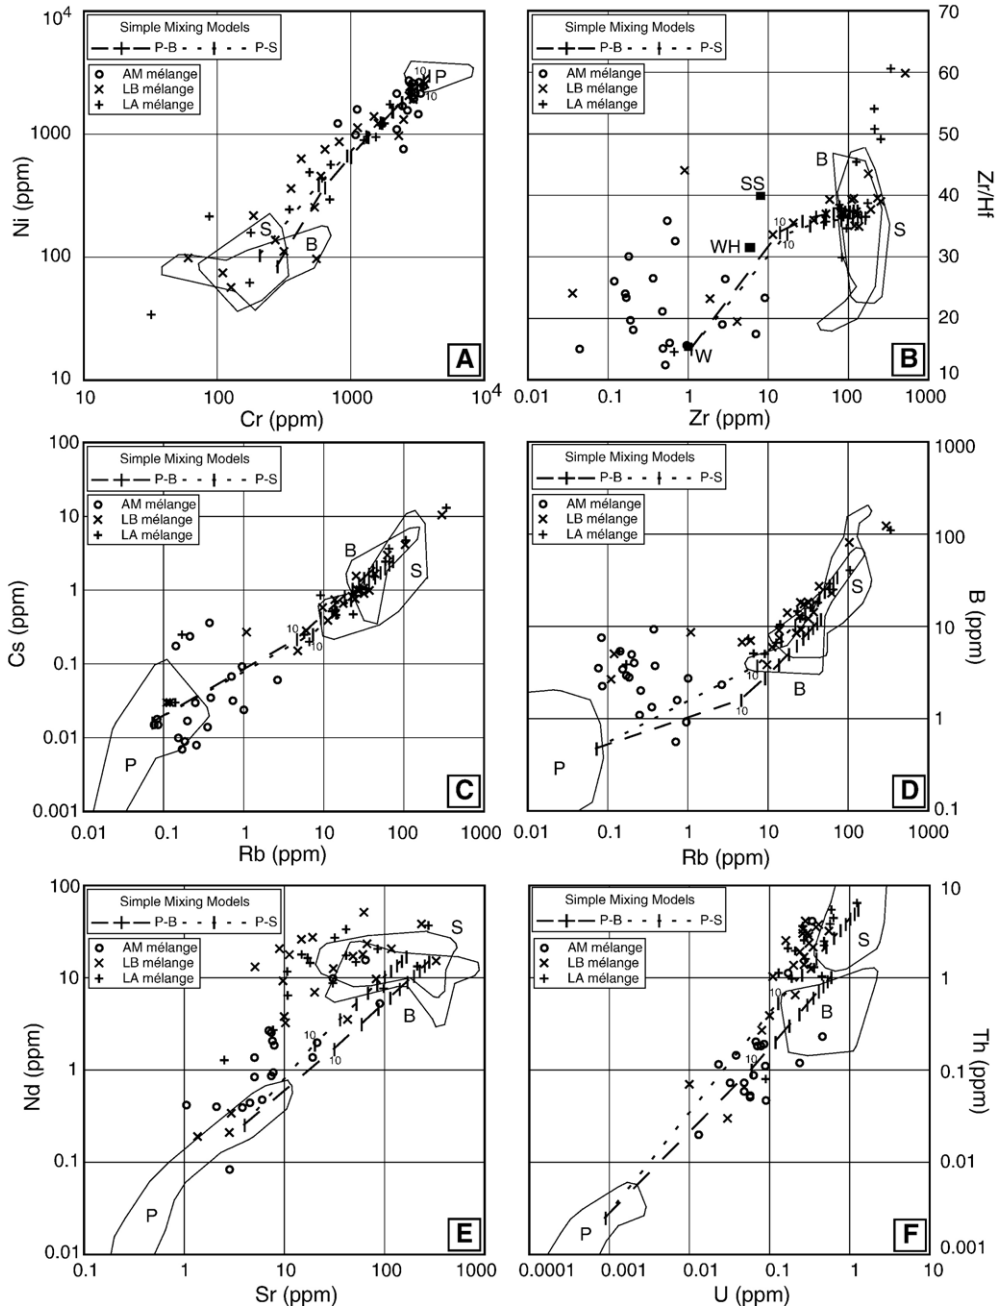 10⁴
Simple Mixing Models
P-B P-S
AM mélange
LB mélange
LA mélange
10
P
10
1000
Ni (ppm)
S
B
100
A
10
10 100 1000 10⁴
Cr (ppm)
70
Simple Mixing Models
P-B P-S
AM mélange
LB mélange
LA mélange
60
50
Zr/Hf
B
SS
40
10
S
WH
10
30
20
W
B
10
0.01 0.1 1 10 100 1000
Zr (ppm)
100
Simple Mixing Models
P-B P-S
AM mélange
LB mélange
LA mélange
10
B
S
1
Cs (ppm)
10
10
0.1
0.01
P
C
0.001
0.01 0.1 1 10 100 1000
Rb (ppm)
1000
Simple Mixing Models
P-B P-S
AM mélange
LB mélange
LA mélange
100
B (ppm)
S
10
10
B
10
1
P
D
0.1
0.01 0.1 1 10 100 1000
Rb (ppm)
100
Simple Mixing Models
P-B P-S
AM mélange
LB mélange
LA mélange
S
10
B
10
10
1
Nd (ppm)
0.1
P
E
0.01
0.1 1 10 100 1000
Sr (ppm)
10
Simple Mixing Models
P-B P-S
AM mélange
LB mélange
LA mélange
S
1
10
B
Th (ppm)
10
0.1
0.01
P
F
0.001
0.0001 0.001 0.01 0.1 1 10
U (ppm)